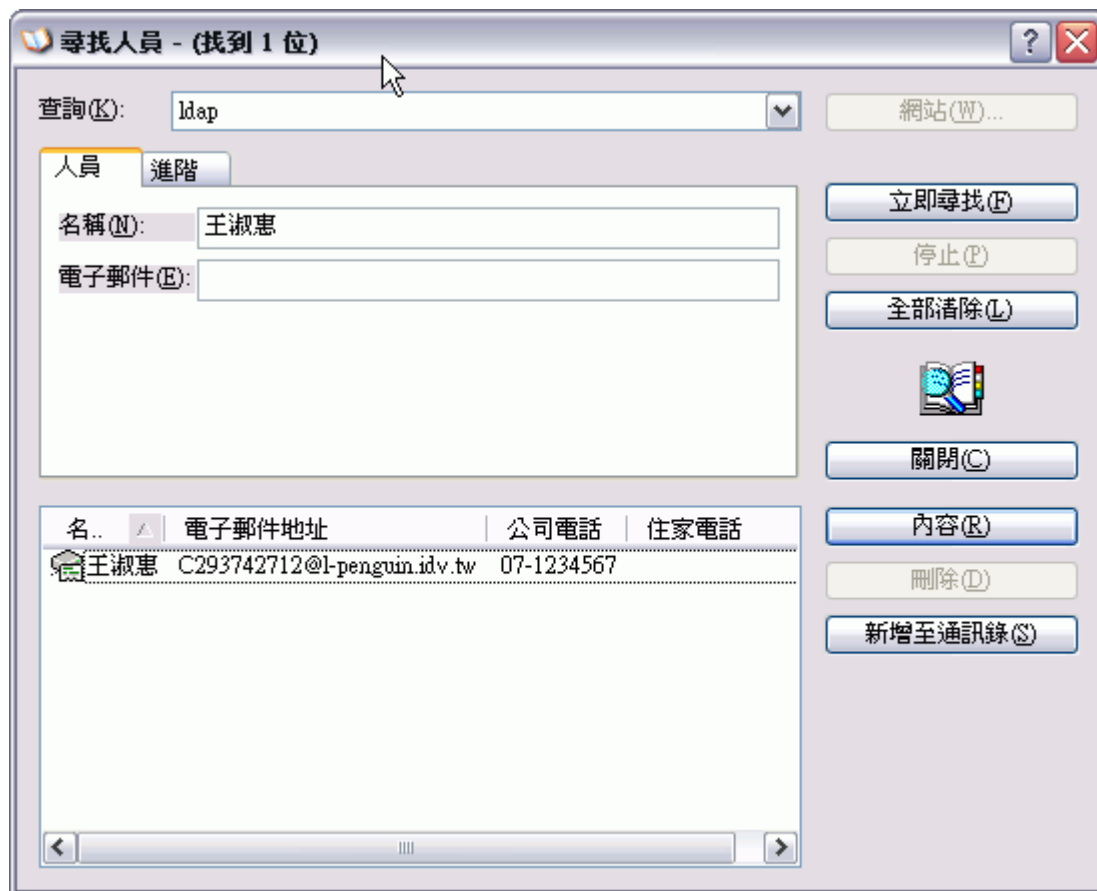 尋找人員 - (找到 1 位)
查詢(K): ldap
網站(W)...
人員 進階
名稱(N): 王淑惠
電子郵件(E):
立即尋找(F)
停止(P)
全部清除(L)
關閉(C)
內容(R)
刪除(D)
新增至通訊錄(S)
名.. 電子郵件地址 公司電話 住家電話
王淑惠 C293742712@l-penguin.idv.tw 07-1234567